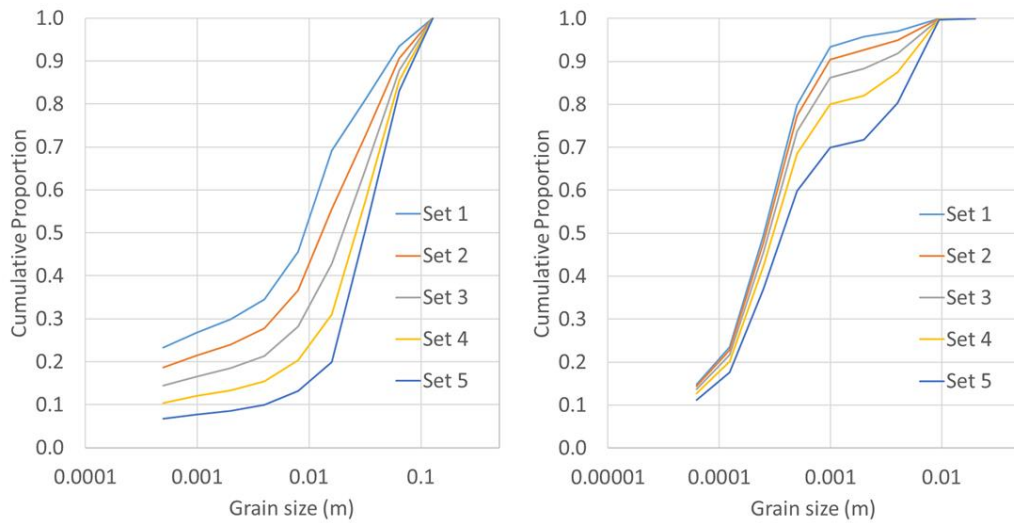 1.0
0.9
0.8
0.7
0.6
0.5
0.4
0.3
0.2
0.1
0.0
Cumulative Proportion
Set 1
Set 2
Set 3
Set 4
Set 5
0.0001 0.001 0.01 0.1
Grain size (m)
1.0
0.9
0.8
0.7
0.6
0.5
0.4
0.3
0.2
0.1
0.0
Cumulative Proportion
Set 1
Set 2
Set 3
Set 4
Set 5
0.00001 0.0001 0.001 0.01
Grain size (m)